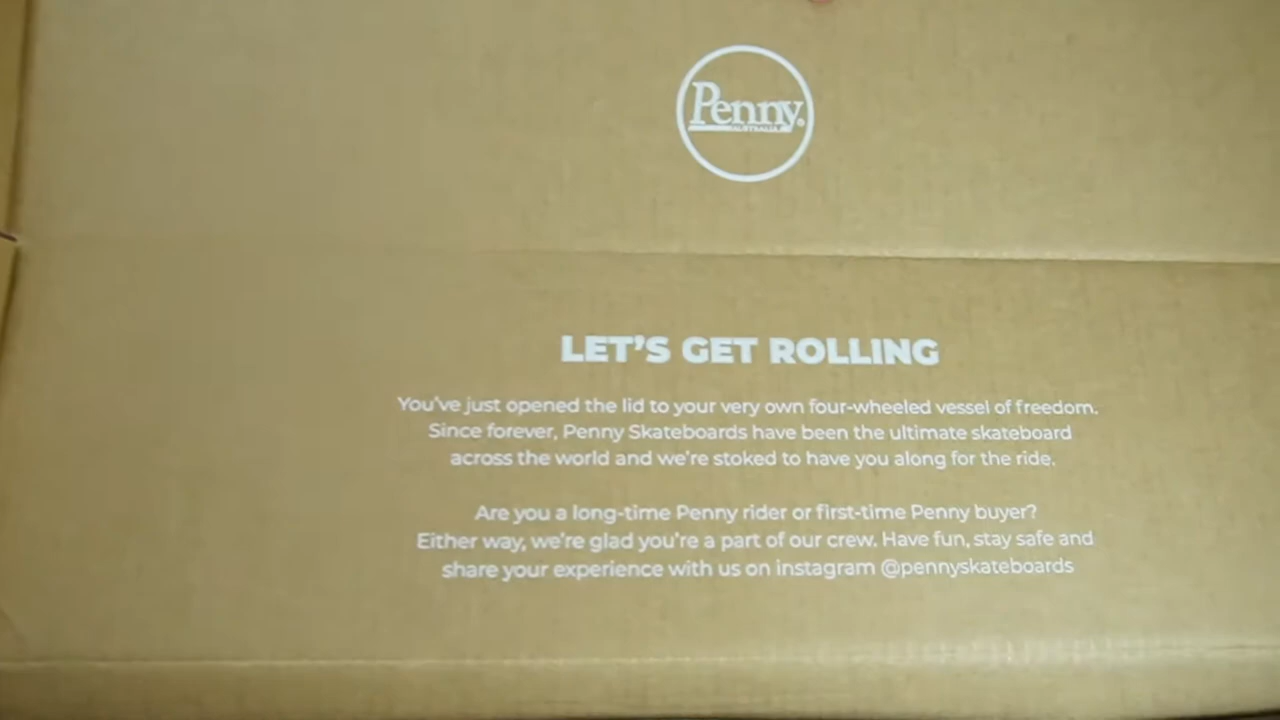 Penny®
AUSTRALIA
LET'S GET ROLLING
You've just opened the lid to your very own four-wheeled vessel of freedom.
Since forever, Penny Skateboards have been the ultimate skateboard
across the world and we're stoked to have you along for the ride.
Are you a long-time Penny rider or first-time Penny buyer?
Either way, we're glad you're a part of our crew. Have fun, stay safe and
share your experience with us on instagram @pennyskateboards